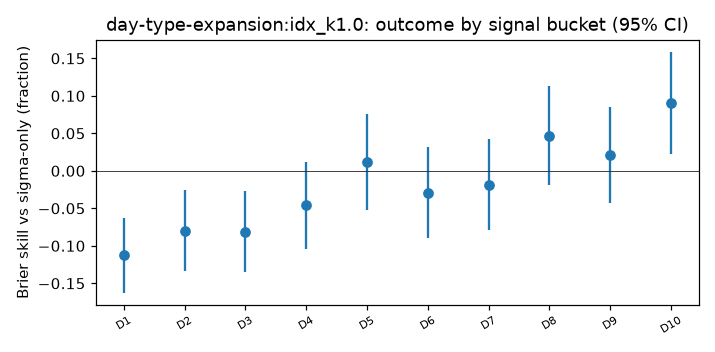 day-type-expansion:idx_k1.0: outcome by signal bucket (95% CI)
Brier skill vs sigma-only (fraction)
0.15
0.10
0.05
0.00
−0.05
−0.10
−0.15
D1 D2 D3 D4 D5 D6 D7 D8 D9 D10